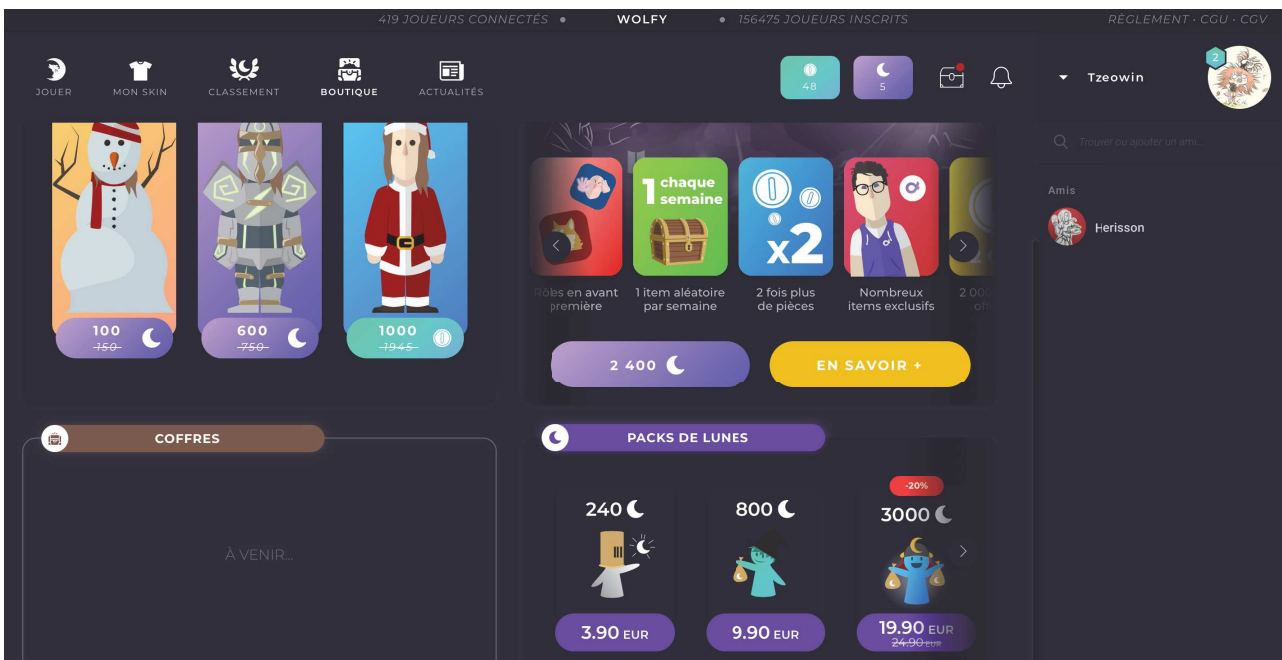 419 JOUEURS CONNECTÉS • WOLFY • 156475 JOUEURS INSCRITS RÈGLEMENT · CGU · CGV
JOUER MON SKIN CLASSEMENT BOUTIQUE ACTUALITÉS
48
5
Tzeowin
2
Trouver ou ajouter un ami...
Amis
Herisson
100
150
600
750
1000
1945
1 chaque
semaine
x2
Rôles en avant
première
1 item aléatoire
par semaine
2 fois plus
de pièces
Nombreux
items exclusifs
2 400
EN SAVOIR +
COFFRES
À VENIR...
PACKS DE LUNES
240
3.90 EUR
800
9.90 EUR
-20%
3000
19.90 EUR
24.90 EUR